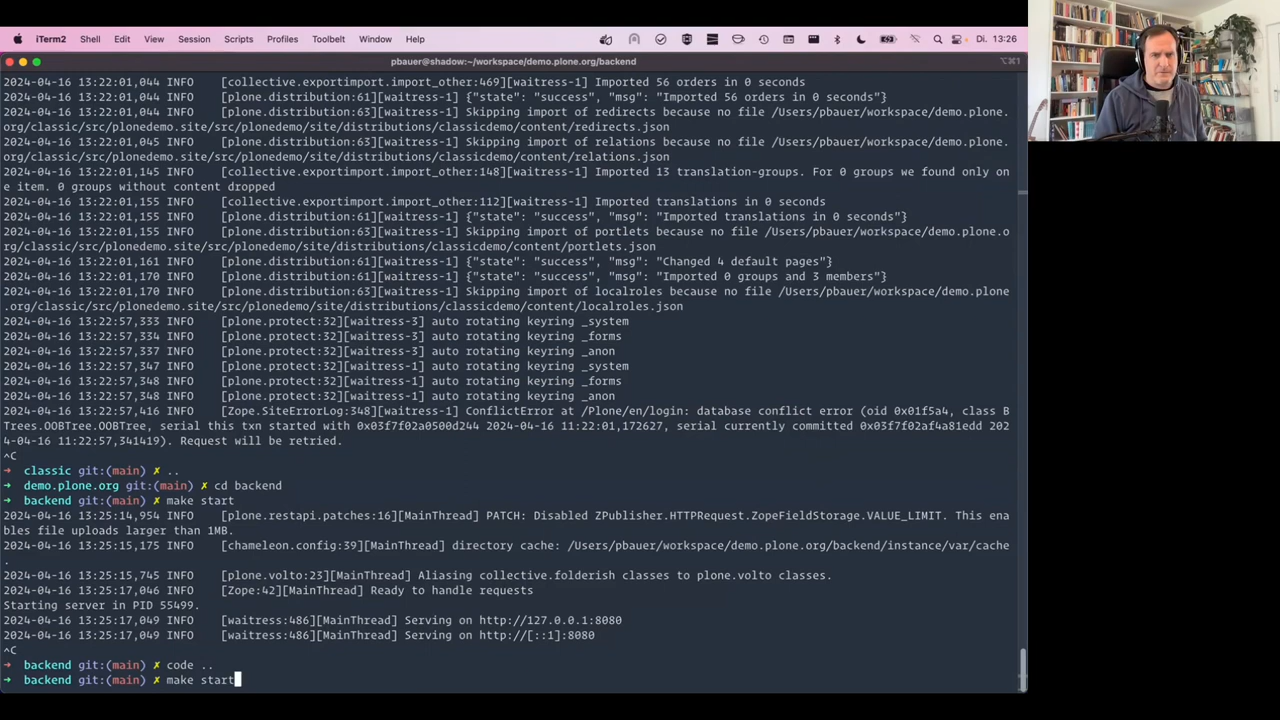 iTerm2 Shell Edit View Session Scripts Profiles Toolbelt Window Help Di. 13:26
pbauer@shadow:~/workspace/demo.plone.org/backend ⌥⌘1
2024-04-16 13:22:01,044 INFO [collective.exportimport.import_other:469][waitress-1] Imported 56 orders in 0 seconds
2024-04-16 13:22:01,044 INFO [plone.distribution:61][waitress-1] {"state": "success", "msg": "Imported 56 orders in 0 seconds"}
2024-04-16 13:22:01,044 INFO [plone.distribution:63][waitress-1] Skipping import of redirects because no file /Users/pbauer/workspace/demo.plone.
org/classic/src/plonedemo.site/src/plonedemo/site/distributions/classicdemo/content/redirects.json
2024-04-16 13:22:01,045 INFO [plone.distribution:63][waitress-1] Skipping import of relations because no file /Users/pbauer/workspace/demo.plone.
org/classic/src/plonedemo.site/src/plonedemo/site/distributions/classicdemo/content/relations.json
2024-04-16 13:22:01,145 INFO [collective.exportimport.import_other:148][waitress-1] Imported 13 translation-groups. For 0 groups we found only on
e item. 0 groups without content dropped
2024-04-16 13:22:01,155 INFO [collective.exportimport.import_other:112][waitress-1] Imported translations in 0 seconds
2024-04-16 13:22:01,155 INFO [plone.distribution:61][waitress-1] {"state": "success", "msg": "Imported translations in 0 seconds"}
2024-04-16 13:22:01,155 INFO [plone.distribution:63][waitress-1] Skipping import of portlets because no file /Users/pbauer/workspace/demo.plone.o
rg/classic/src/plonedemo.site/src/plonedemo/site/distributions/classicdemo/content/portlets.json
2024-04-16 13:22:01,161 INFO [plone.distribution:61][waitress-1] {"state": "success", "msg": "Changed 4 default pages"}
2024-04-16 13:22:01,170 INFO [plone.distribution:61][waitress-1] {"state": "success", "msg": "Imported 0 groups and 3 members"}
2024-04-16 13:22:01,170 INFO [plone.distribution:63][waitress-1] Skipping import of localroles because no file /Users/pbauer/workspace/demo.plone
.org/classic/src/plonedemo.site/src/plonedemo/site/distributions/classicdemo/content/localroles.json
2024-04-16 13:22:57,333 INFO [plone.protect:32][waitress-3] auto rotating keyring _system
2024-04-16 13:22:57,334 INFO [plone.protect:32][waitress-3] auto rotating keyring _forms
2024-04-16 13:22:57,337 INFO [plone.protect:32][waitress-3] auto rotating keyring _anon
2024-04-16 13:22:57,347 INFO [plone.protect:32][waitress-1] auto rotating keyring _system
2024-04-16 13:22:57,348 INFO [plone.protect:32][waitress-1] auto rotating keyring _forms
2024-04-16 13:22:57,348 INFO [plone.protect:32][waitress-1] auto rotating keyring _anon
2024-04-16 13:22:57,416 INFO [Zope.SiteErrorLog:348][waitress-1] ConflictError at /Plone/en/login: database conflict error (oid 0x01f5a4, class B
Trees.OOBTree.OOBTree, serial this txn started with 0x03f7f02a0500d244 2024-04-16 11:22:01,172627, serial currently committed 0x03f7f02af4a81edd 202
4-04-16 11:22:57,341419). Request will be retried.
^C
➜ classic git:(main) ✗ ..
➜ demo.plone.org git:(main) ✗ cd backend
➜ backend git:(main) ✗ make start
2024-04-16 13:25:14,954 INFO [plone.restapi.patches:16][MainThread] PATCH: Disabled ZPublisher.HTTPRequest.ZopeFieldStorage.VALUE_LIMIT. This ena
bles file uploads larger than 1MB.
2024-04-16 13:25:15,175 INFO [chameleon.config:39][MainThread] directory cache: /Users/pbauer/workspace/demo.plone.org/backend/instance/var/cache
.
2024-04-16 13:25:15,745 INFO [plone.volto:23][MainThread] Aliasing collective.folderish classes to plone.volto classes.
2024-04-16 13:25:17,046 INFO [Zope:42][MainThread] Ready to handle requests
Starting server in PID 55499.
2024-04-16 13:25:17,049 INFO [waitress:486][MainThread] Serving on http://127.0.0.1:8080
2024-04-16 13:25:17,049 INFO [waitress:486][MainThread] Serving on http://[::1]:8080
^C
➜ backend git:(main) ✗ code ..
➜ backend git:(main) ✗ make start